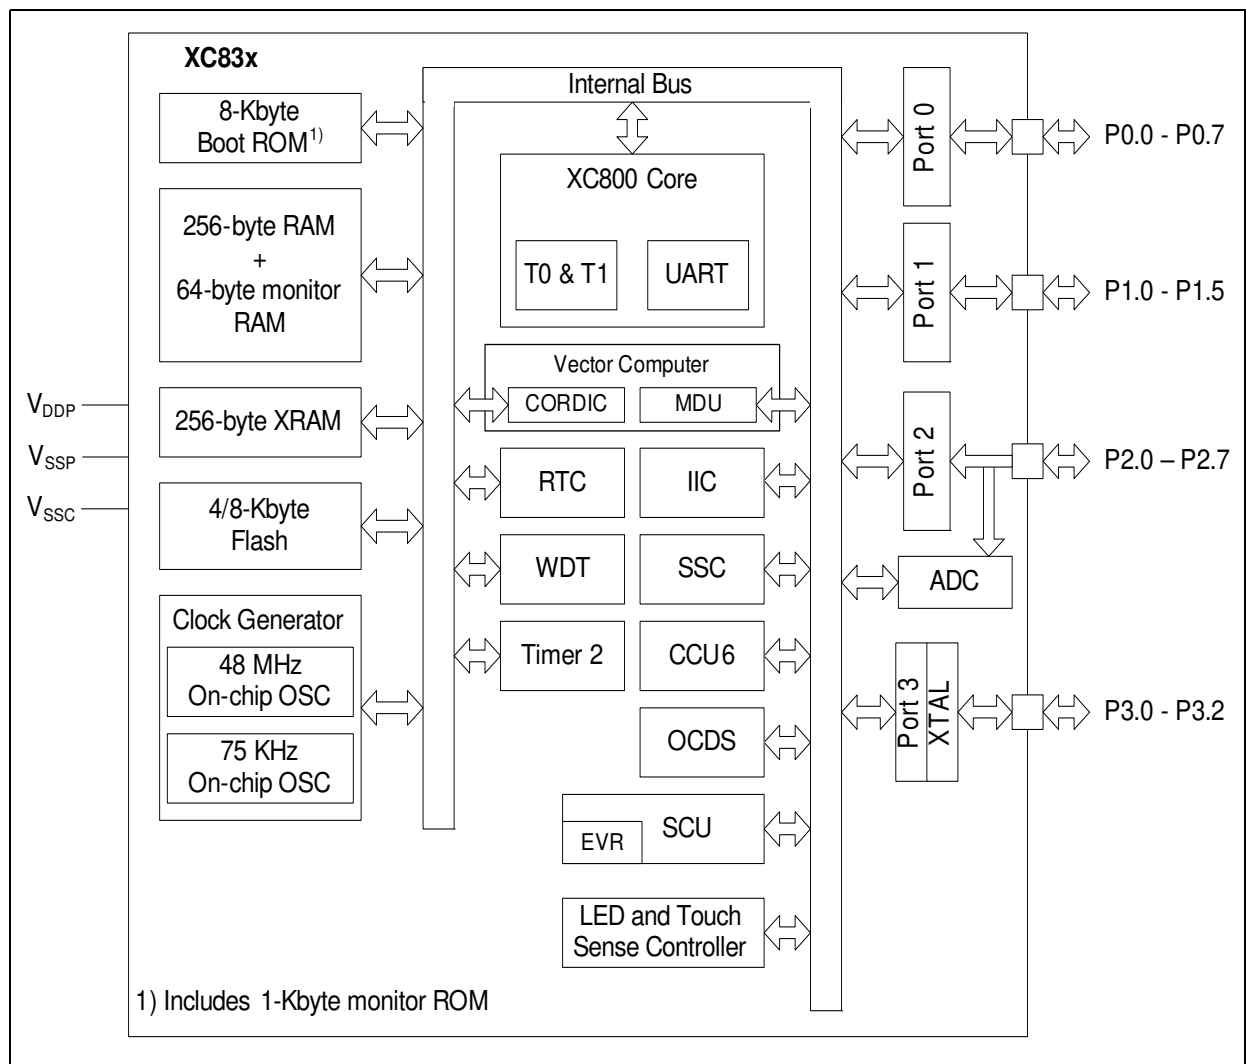 XC83x
Internal Bus
8-Kbyte
Boot ROM1)
256-byte RAM
+
64-byte monitor
RAM
256-byte XRAM
4/8-Kbyte
Flash
Clock Generator
48 MHz
On-chip OSC
75 KHz
On-chip OSC
VDDP
VSSP
VSSC
XC800 Core
T0 & T1
UART
Vector Computer
CORDIC
MDU
RTC
IIC
WDT
SSC
Timer 2
CCU6
OCDS
SCU
EVR
LED and Touch
Sense Controller
Port 0
P0.0 - P0.7
Port 1
P1.0 - P1.5
Port 2
P2.0 – P2.7
ADC
Port 3
XTAL
P3.0 - P3.2
1) Includes 1-Kbyte monitor ROM